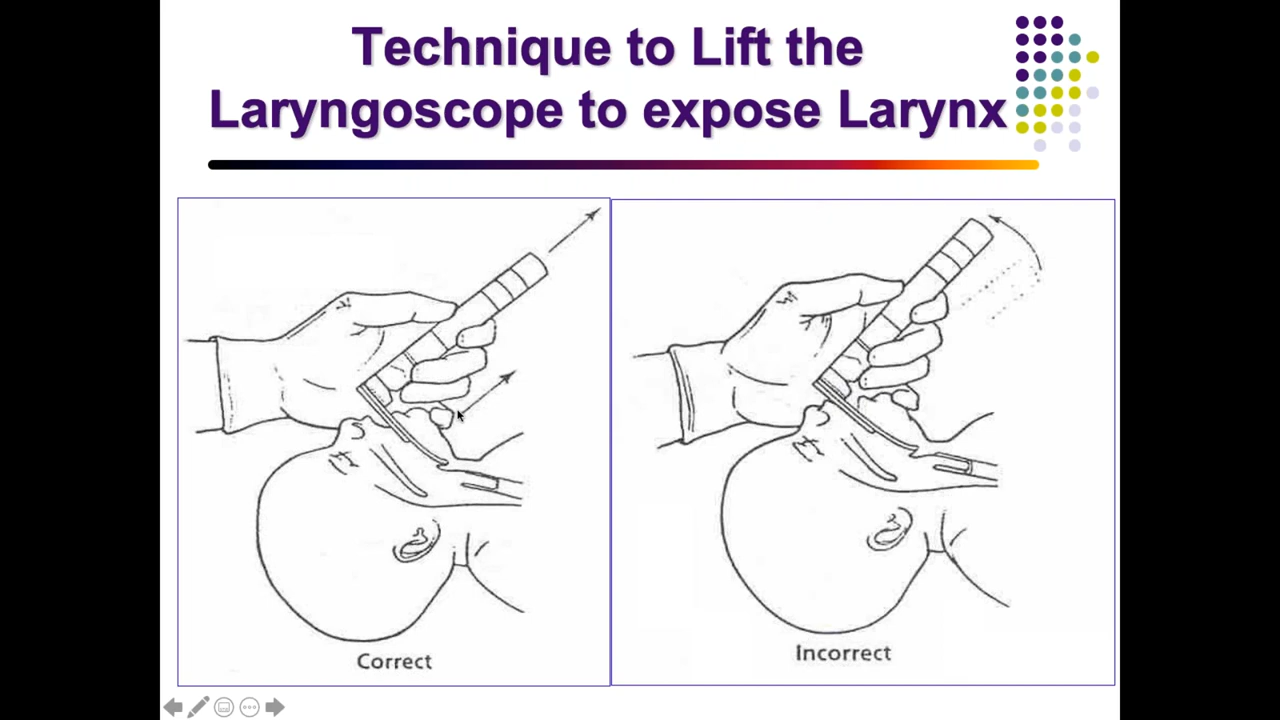 Technique to Lift the
Laryngoscope to expose Larynx
Correct
Incorrect